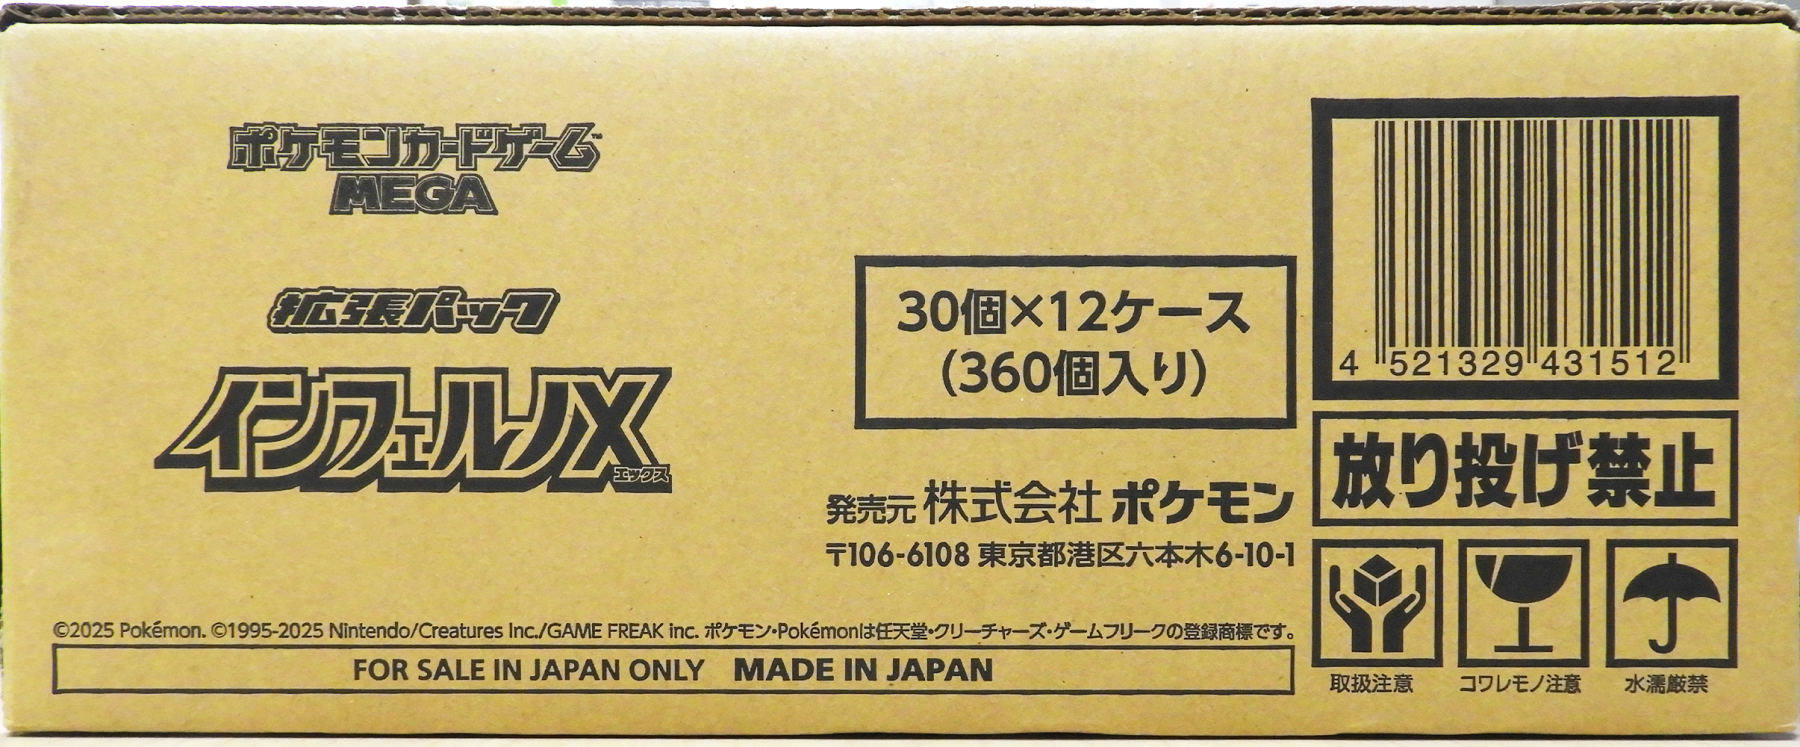 ポケモンカードゲーム™
MEGA
拡張パック
インフェルノX
エックス
30個×12ケース
(360個入り)
発売元 株式会社 ポケモン
〒106-6108 東京都港区六本木6-10-1
©2025 Pokémon. ©1995-2025 Nintendo/Creatures Inc./GAME FREAK inc. ポケモン・Pokémonは任天堂・クリーチャーズ・ゲームフリークの登録商標です。
FOR SALE IN JAPAN ONLY MADE IN JAPAN
4 521329 431512
放り投げ禁止
取扱注意 コワレモノ注意 水濡厳禁